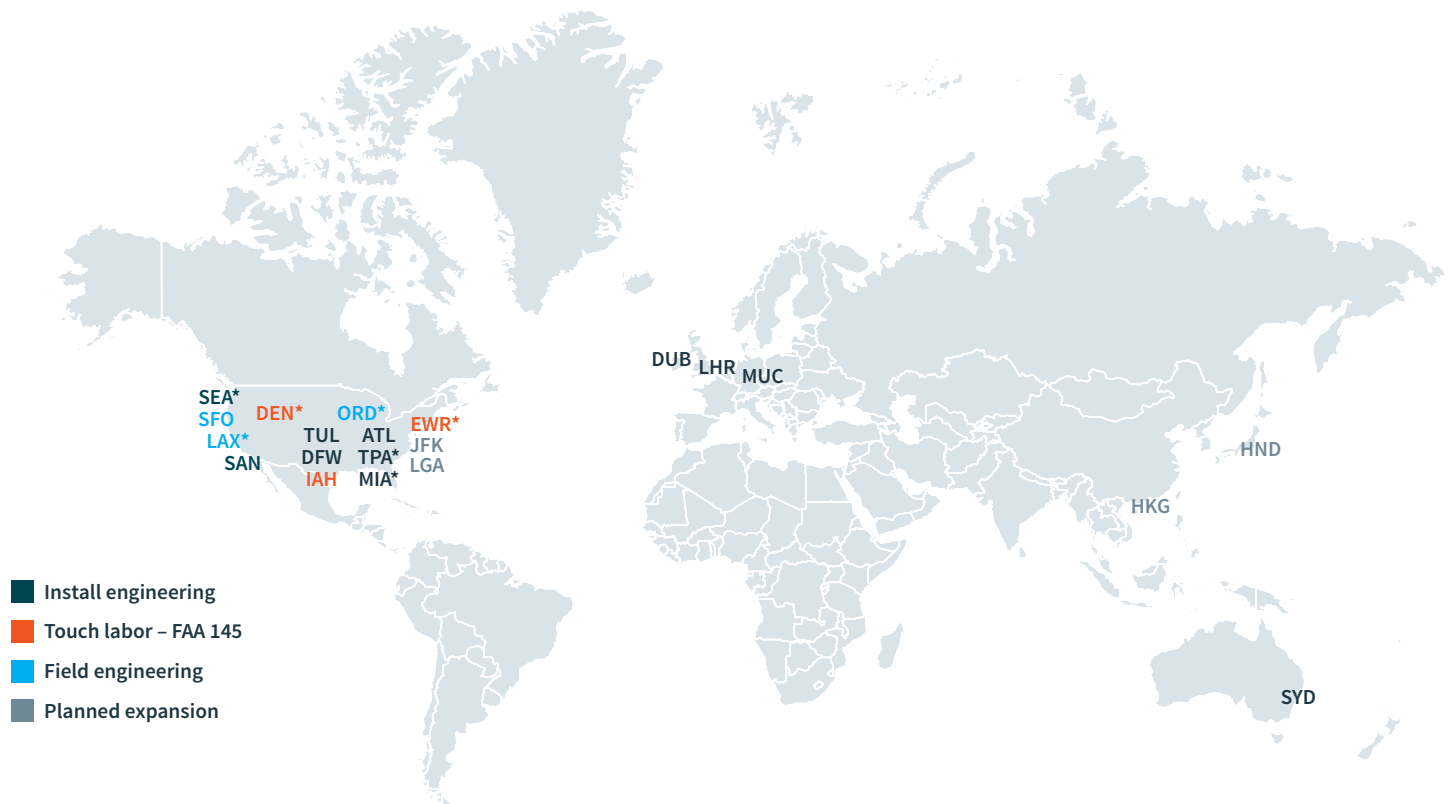 SEA*
SFO
LAX*
SAN
DEN*
ORD*
TUL
DFW
IAH
ATL
TPA*
MIA*
EWR*
JFK
LGA
DUB
LHR
MUC
HND
HKG
SYD
Install engineering
Touch labor – FAA 145
Field engineering
Planned expansion